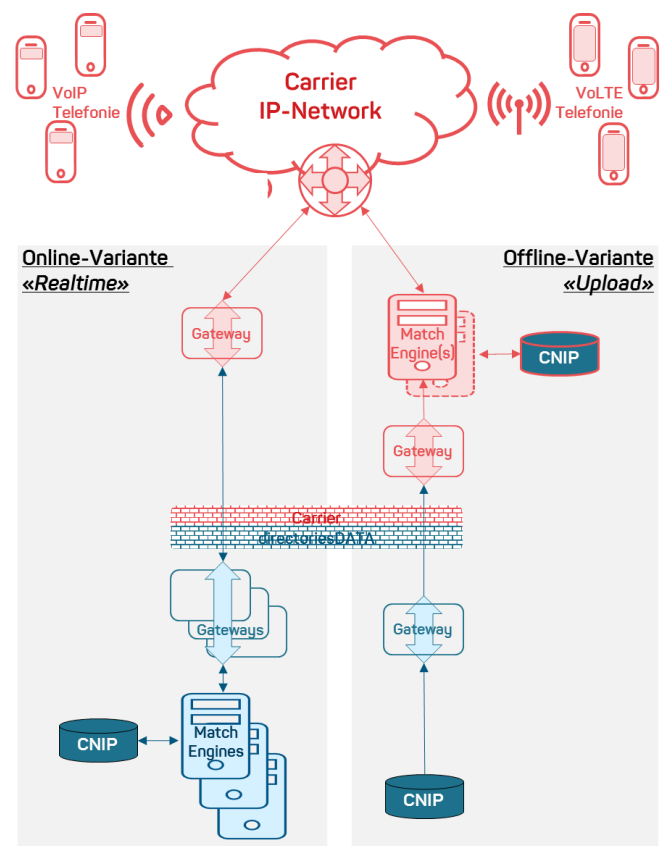 Carrier
IP-Network
VoIP
Telefonie
VoLTE
Telefonie
Online-Variante
«Realtime»
Offline-Variante
«Upload»
Gateway
Match
Engine(s)
CNIP
Gateway
Carrier
directoriesDATA
Gateways
Gateway
Match
Engines
CNIP
CNIP